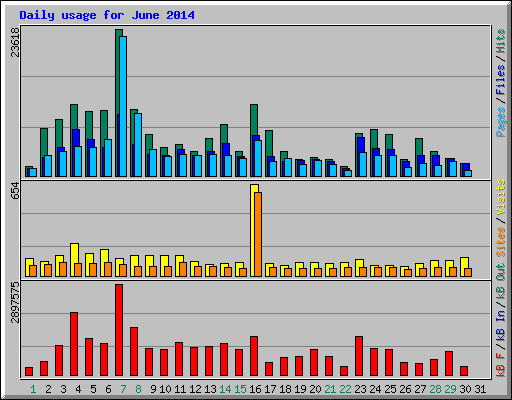 Daily usage for June 2014
23618
Pages / Files / Hits
654
Sites / Visits
2897575
kB F / kB In / kB Out
1 2 3 4 5 6 7 8 9 10 11 12 13 14 15 16 17 18 19 20 21 22 23 24 25 26 27 28 29 30 31